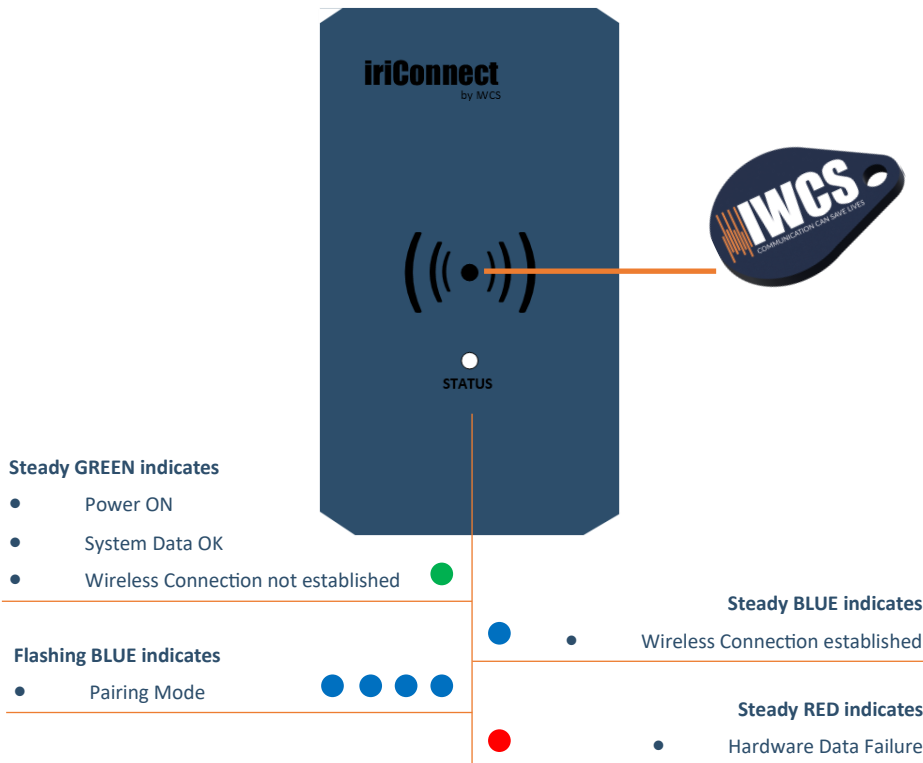 iriConnect
by IWCS
IWCS
COMMUNICATION CAN SAVE LIVES
STATUS
Steady GREEN indicates
• Power ON
• System Data OK
• Wireless Connection not established
Steady BLUE indicates
• Wireless Connection established
Flashing BLUE indicates
• Pairing Mode
Steady RED indicates
• Hardware Data Failure